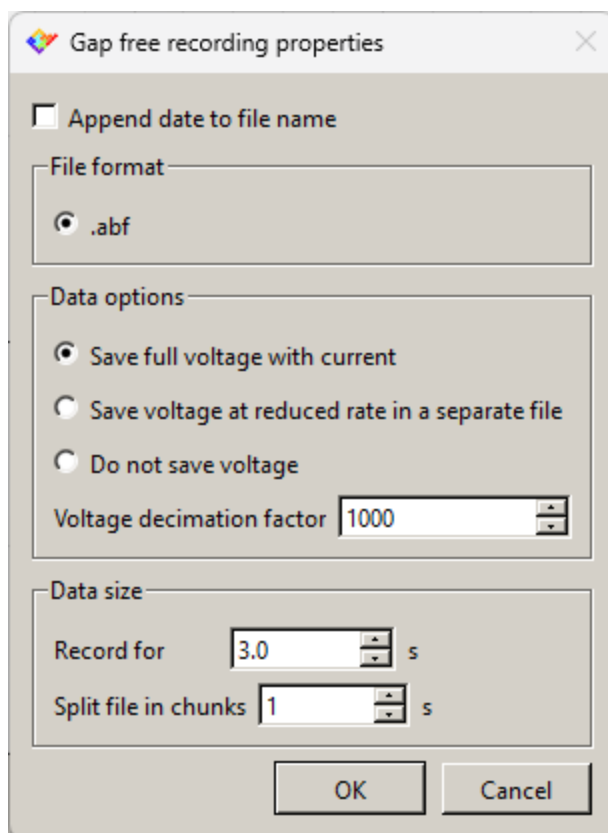 Gap free recording properties
Append date to file name
File format
.abf
Data options
Save full voltage with current
Save voltage at reduced rate in a separate file
Do not save voltage
Voltage decimation factor 1000
Data size
Record for 3.0 s
Split file in chunks 1 s
OK Cancel